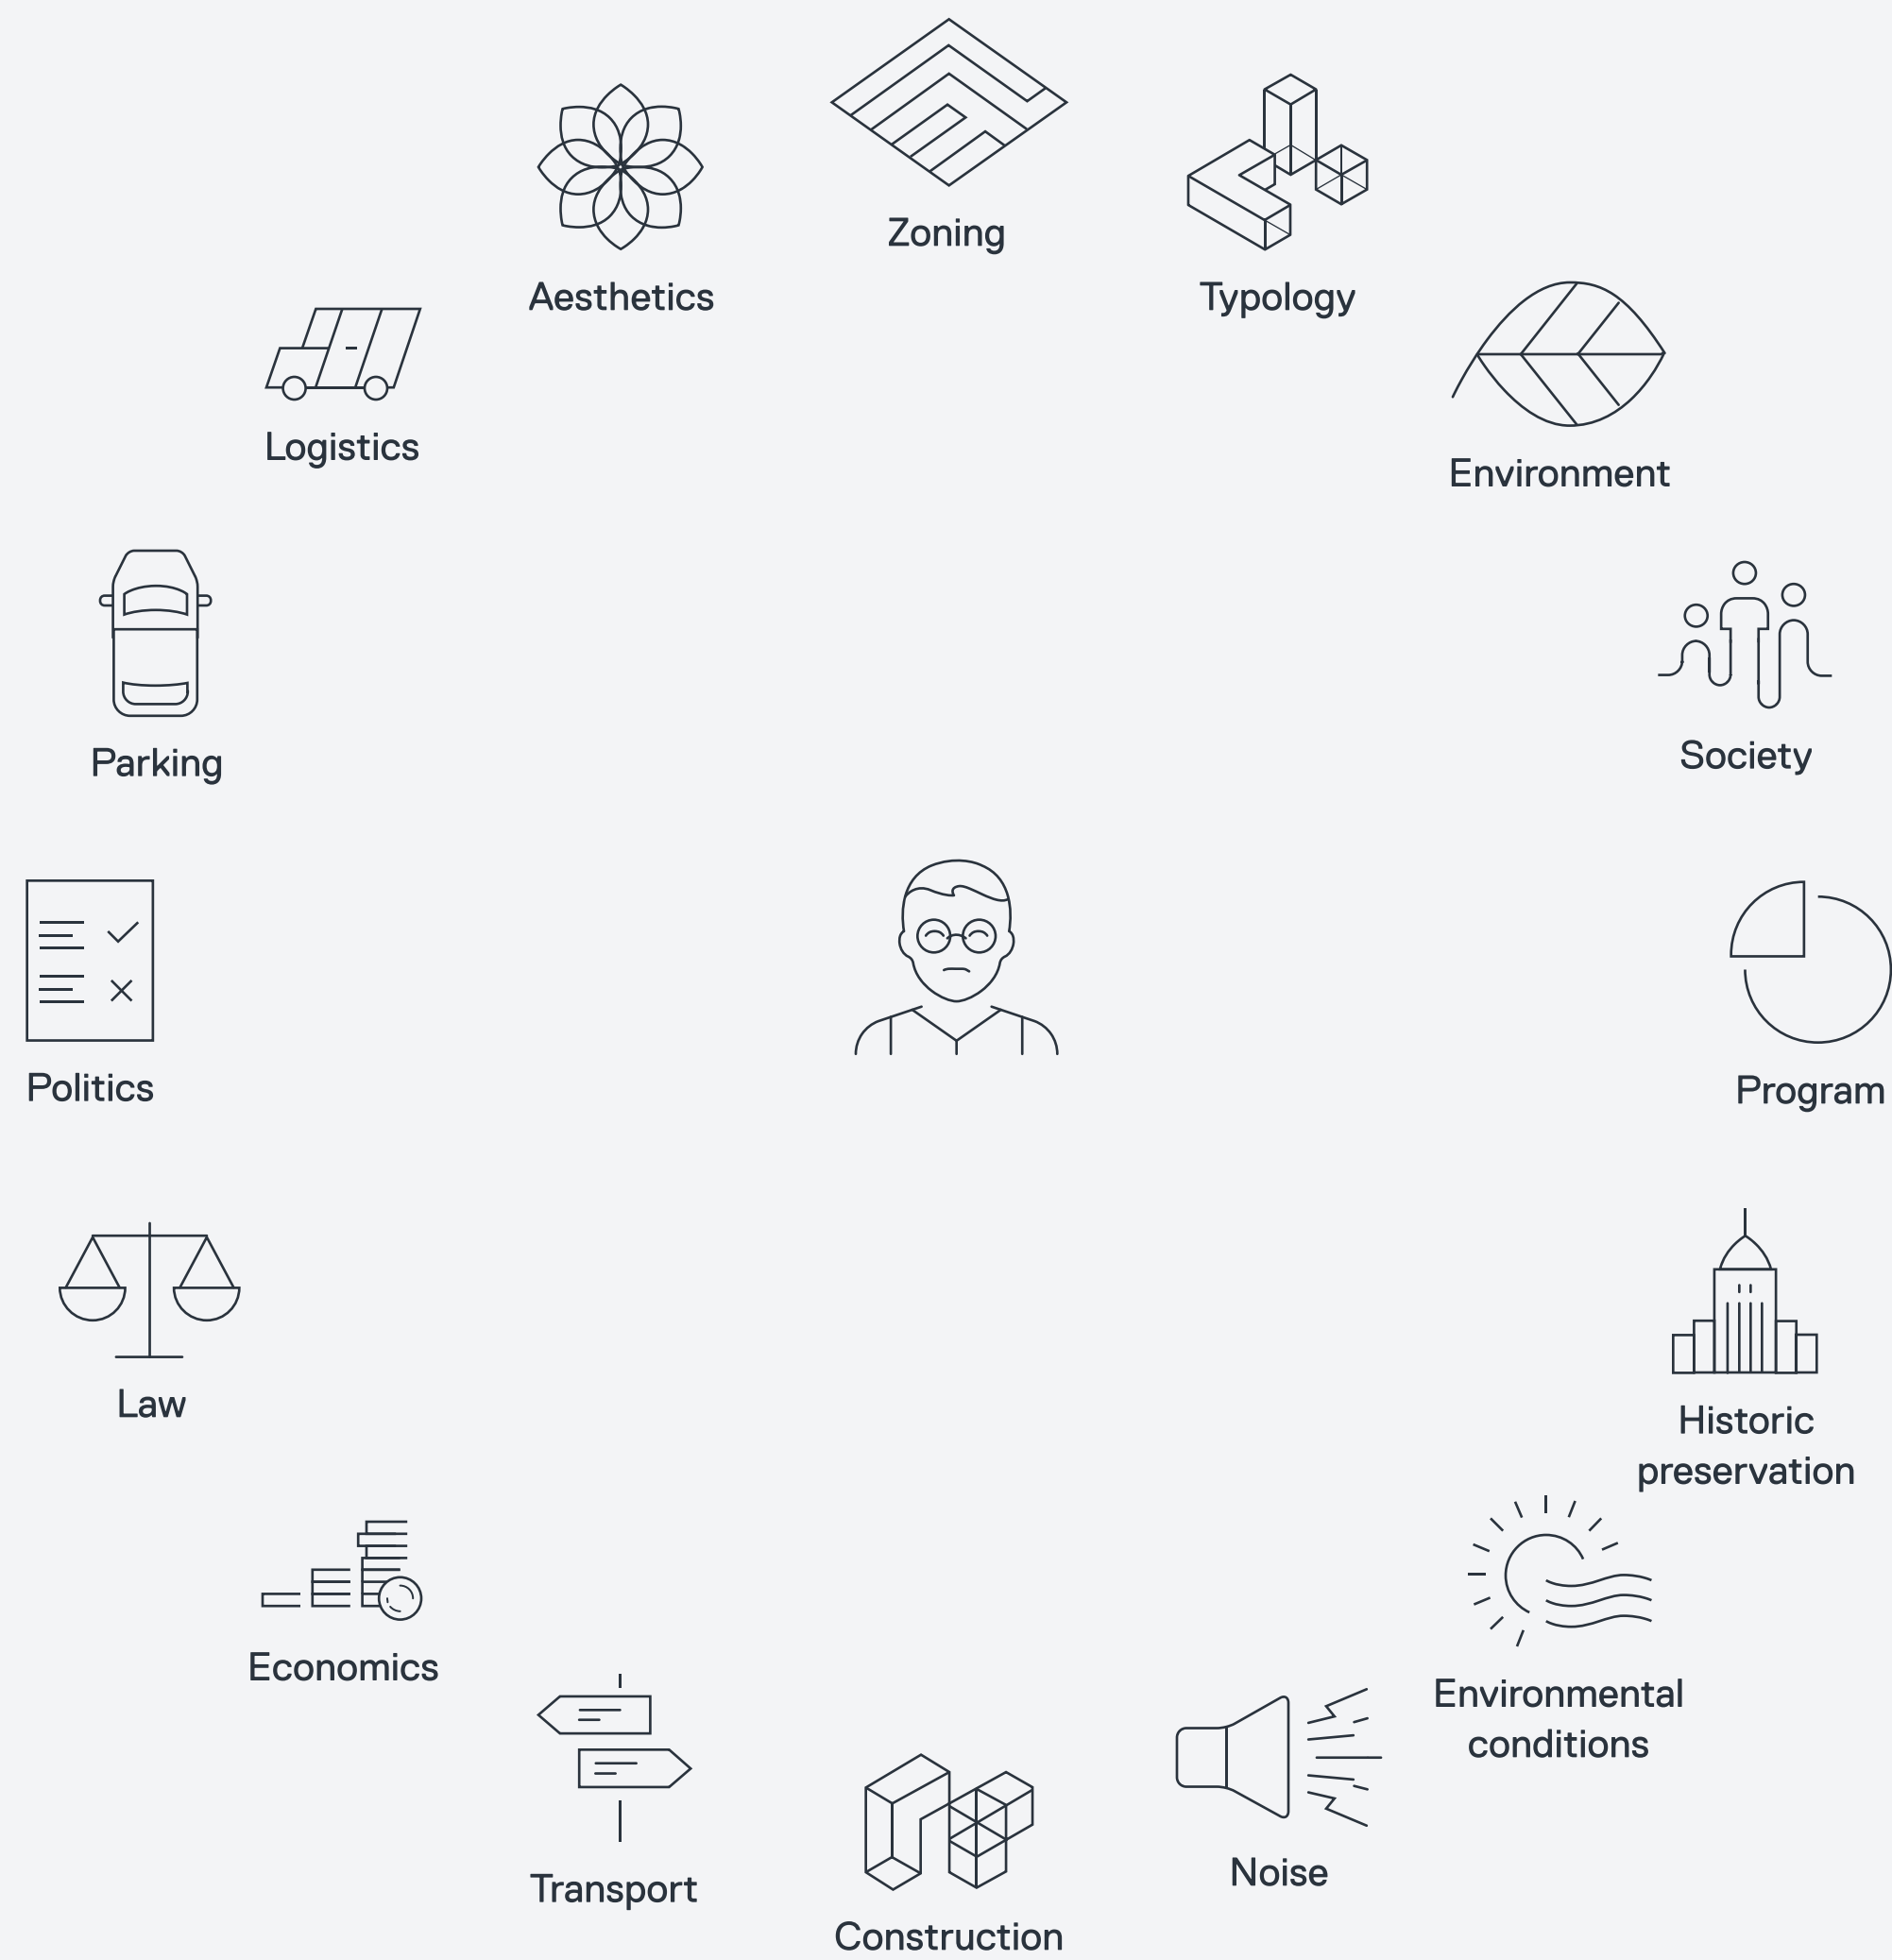 Zoning
Aesthetics
Typology
Logistics
Environment
Parking
Society
Politics
Program
Law
Historic
preservation
Economics
Environmental
conditions
Transport
Noise
Construction